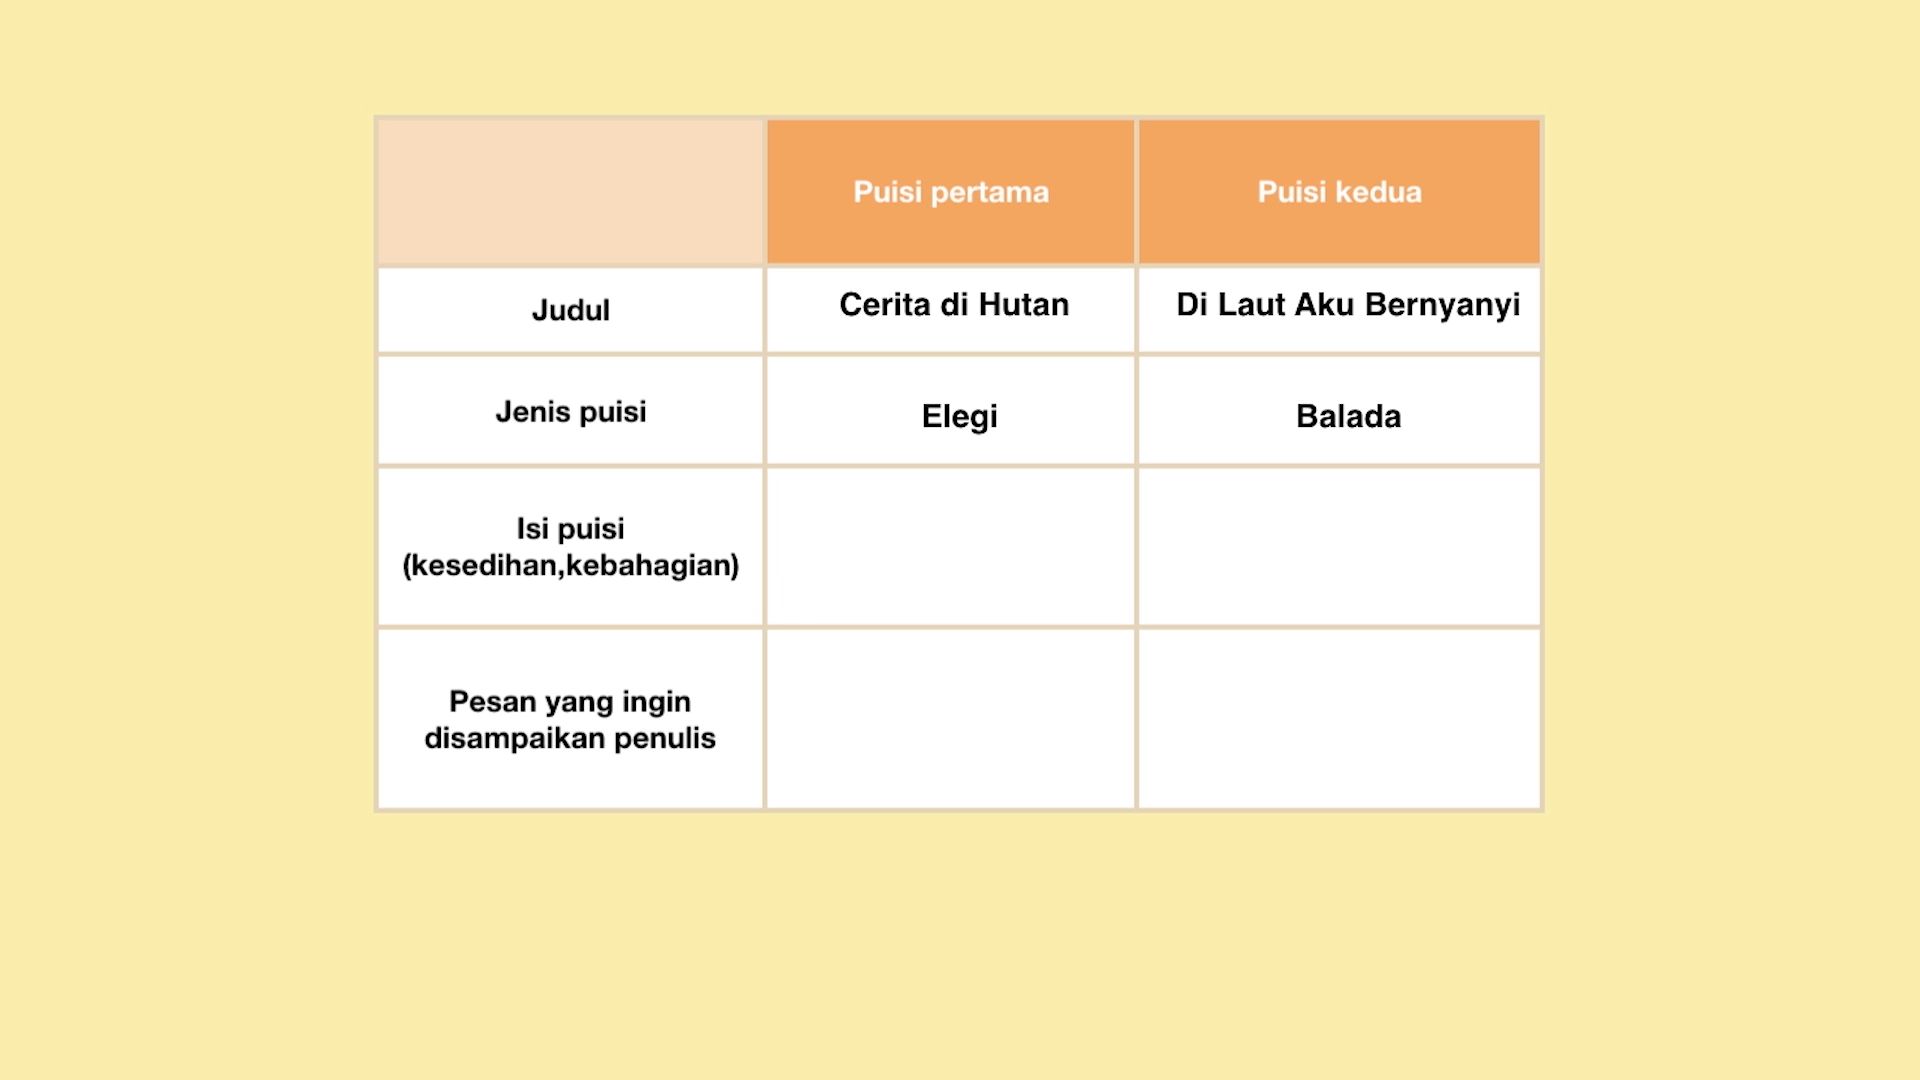 Puisi pertama
Puisi kedua
Judul
Cerita di Hutan
Di Laut Aku Bernyanyi
Jenis puisi
Elegi
Balada
Isi puisi
(kesedihan,kebahagian)
Pesan yang ingin
disampaikan penulis